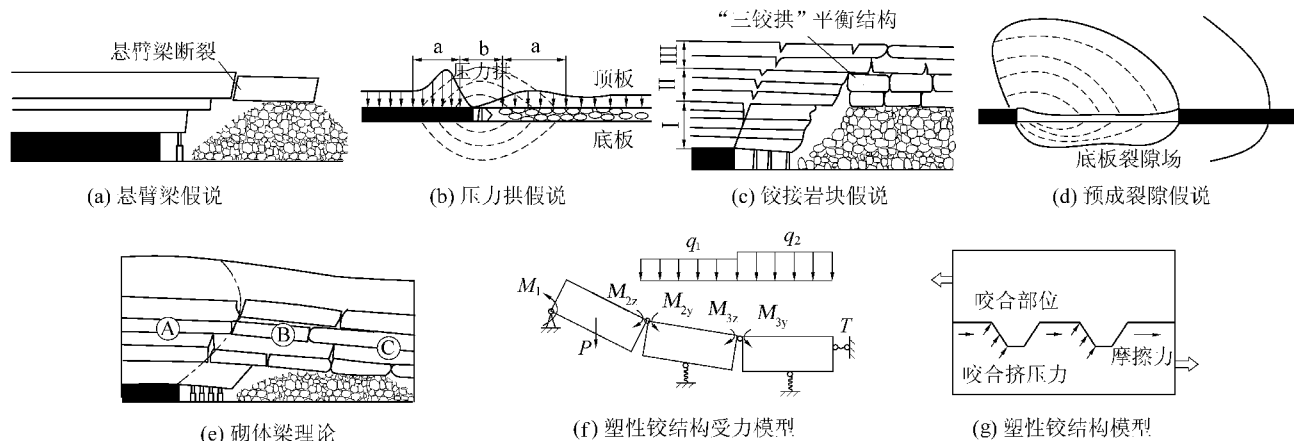 悬臂梁断裂
(a) 悬臂梁假说
a b a
压力拱
顶板
底板
(b) 压力拱假说
“三铰拱”平衡结构
III
II
I
(c) 铰接岩块假说
底板裂隙场
(d) 预成裂隙假说
A
B
C
(e) 砌体梁理论
q1 q2
M1 M2z M2y M3z M3y T
P
(f) 塑性铰结构受力模型
咬合部位
摩擦力
咬合挤压力
(g) 塑性铰结构模型